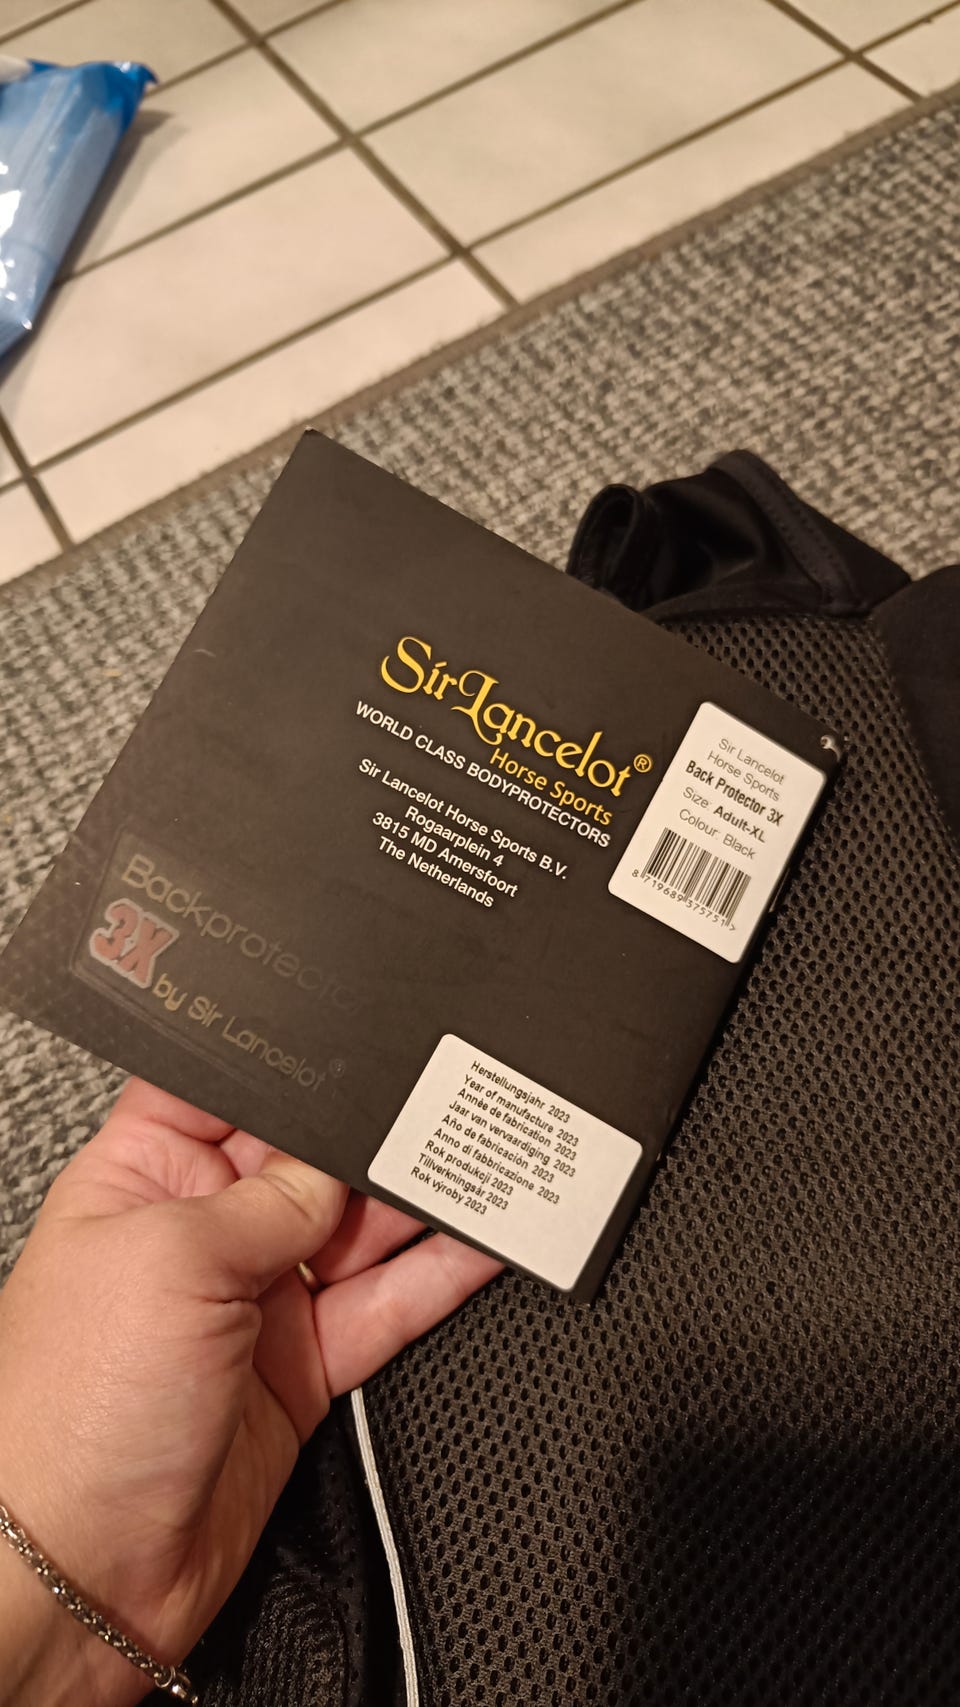 Sir Lancelot®
Horse Sports
WORLD CLASS BODYPROTECTORS
Sir Lancelot Horse Sports B.V.
Rogaarplein 4
3815 MD Amersfoort
The Netherlands
Sir Lancelot
Horse Sports
Back Protector 3X
Size: Adult-XL
Colour: Black
8 719689 375751 >
Backprotector
3X by Sir Lancelot®
Herstellungsjahr 2023
Year of manufacture 2023
Année de fabrication 2023
Jaar van vervaardiging 2023
Año de fabricación 2023
Anno di fabbricazione 2023
Rok produkcji 2023
Tillverkningsår 2023
Rok výroby 2023